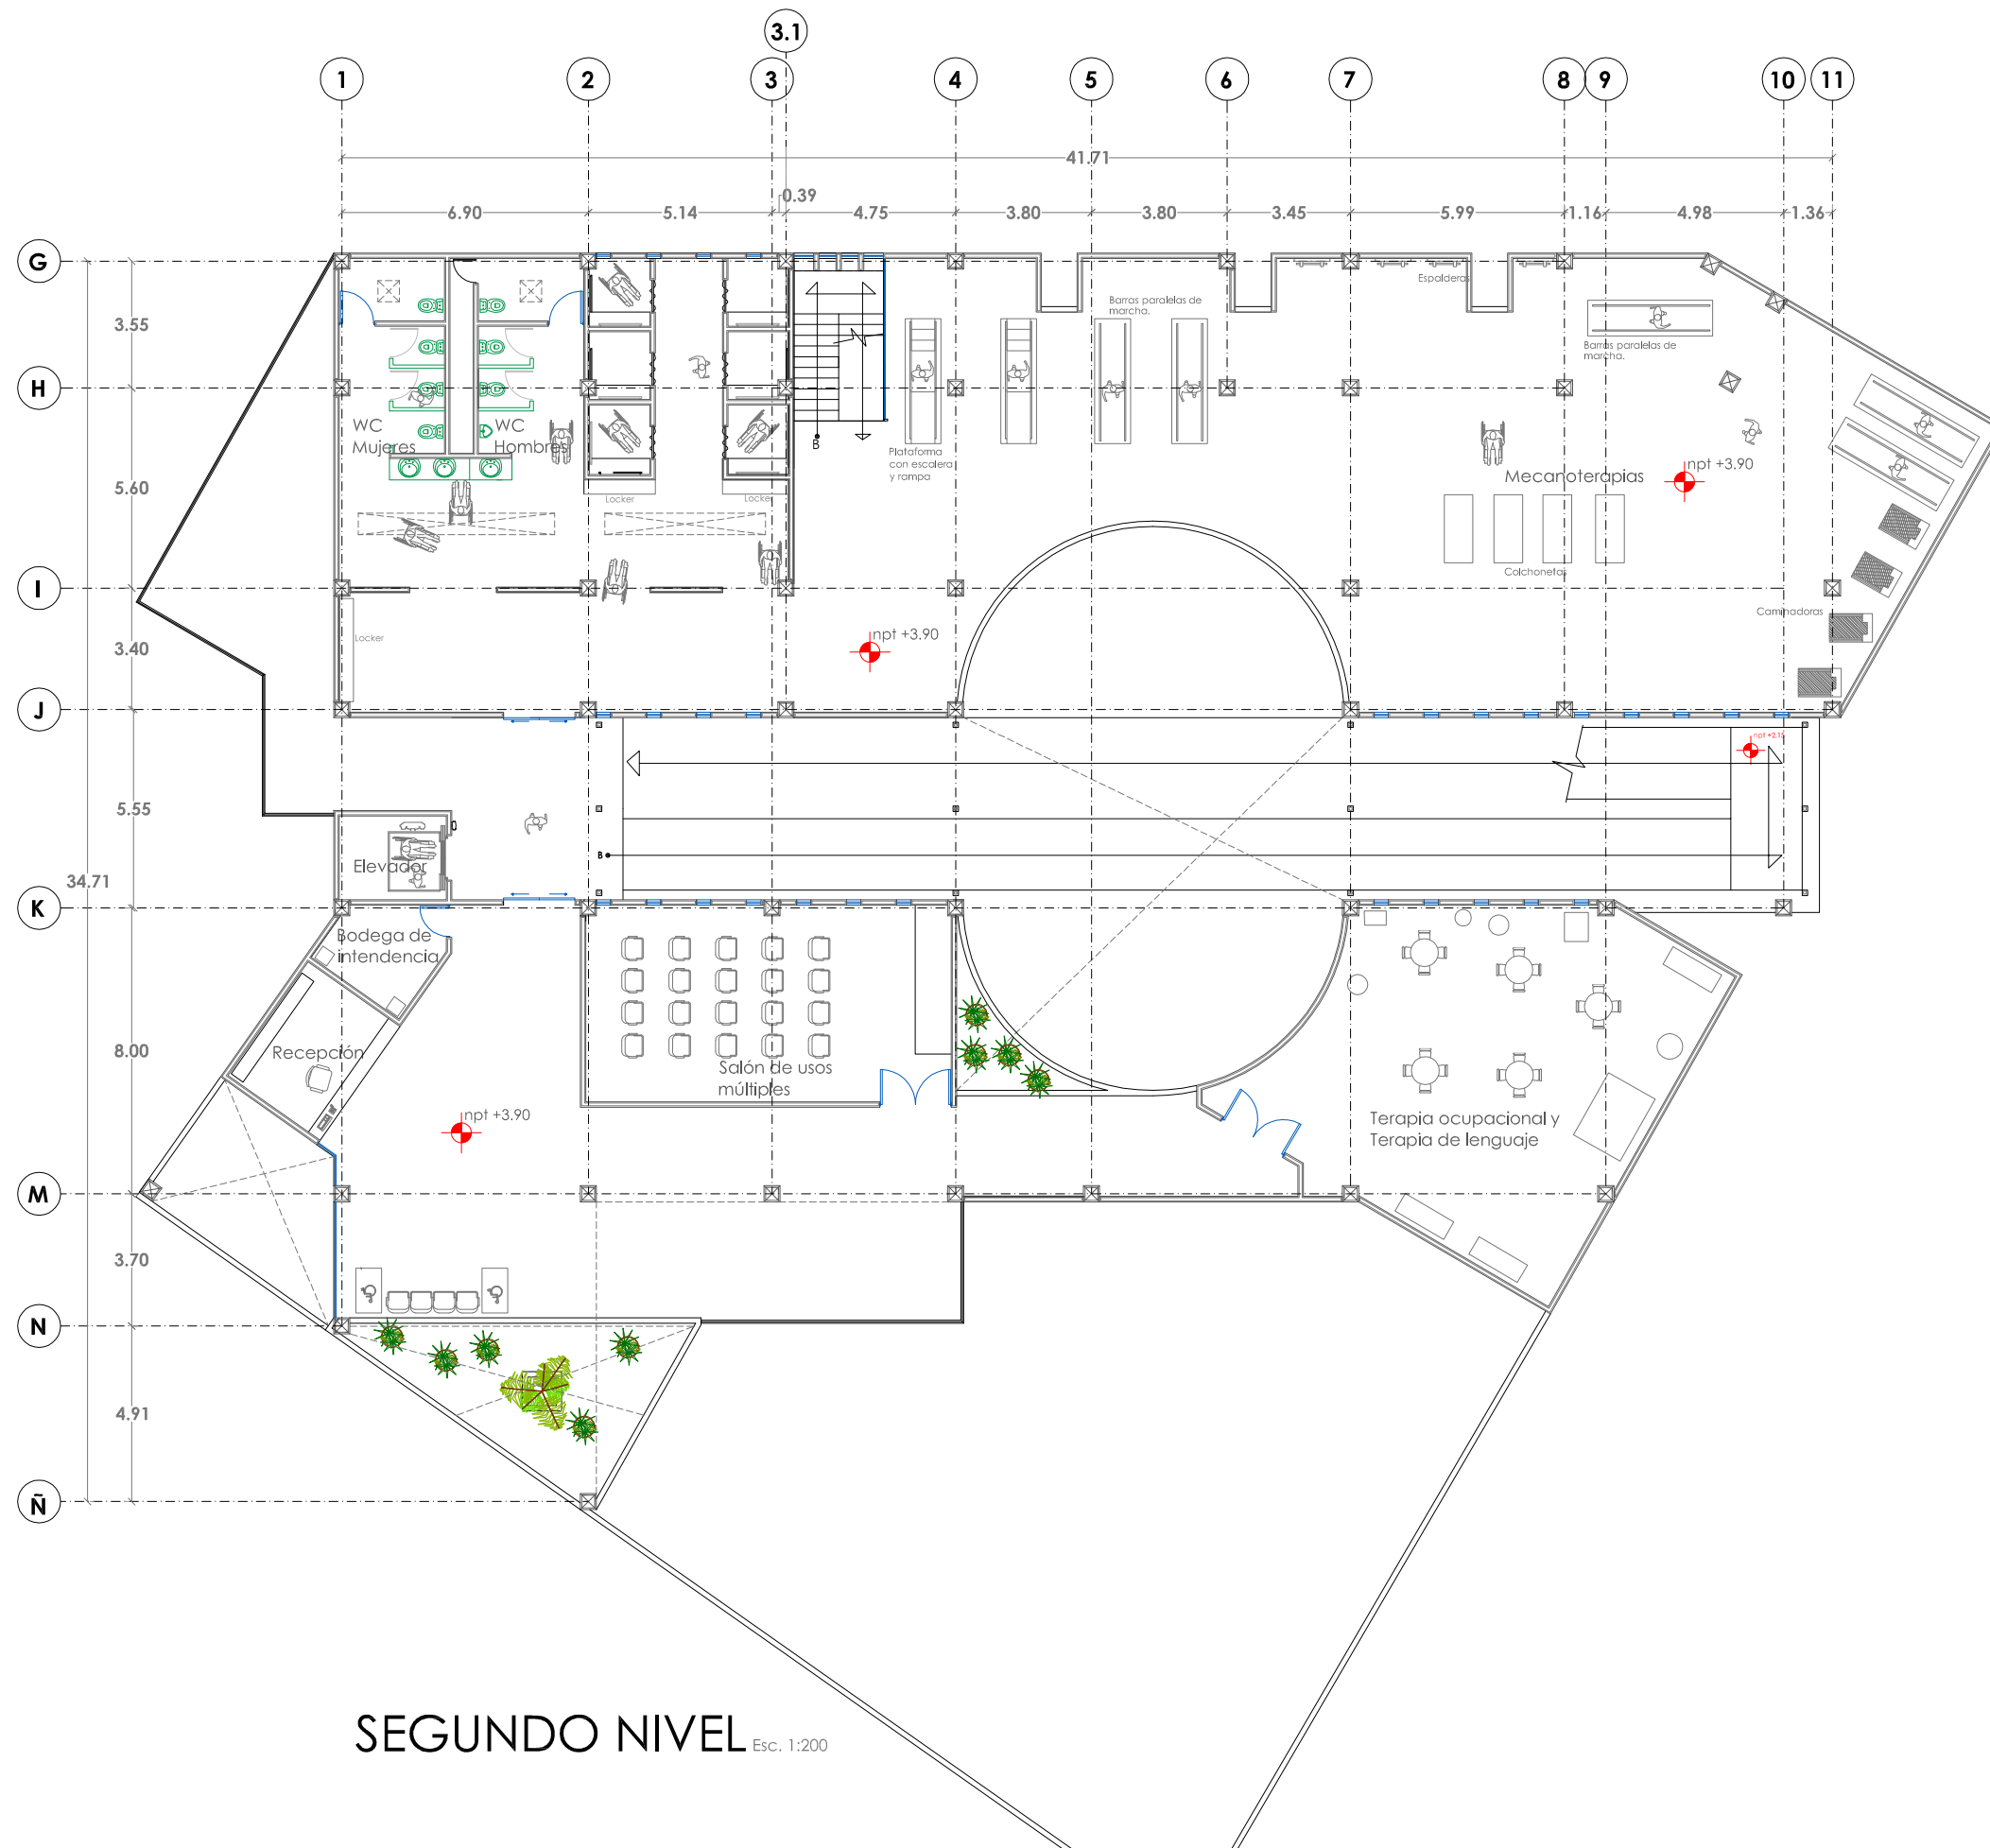 3.1
1 2 3 4 5 6 7 8 9 10 11
41.71
0.39
6.90 5.14 4.75 3.80 3.80 3.45 5.99 1.16 4.98 1.36
G
H
I
J
K
M
N
Ñ
3.55
5.60
3.40
5.55
34.71
8.00
3.70
4.91
Espalderas
Barras paralelas de
marcha.
Barras paralelas de
marcha.
WC
Mujeres
WC
Hombres
B
Plataforma
con escalera
y rampa
npt +3.90
Mecanoterapias
Locker
Locker
Colchonetas
Caminadoras
npt +3.90
Locker
npt +2.15
B
Elevador
Bodega de
intendencia
Recepción
Salón de usos
múltiples
npt +3.90
Terapia ocupacional y
Terapia de lenguaje
SEGUNDO NIVEL Esc. 1:200